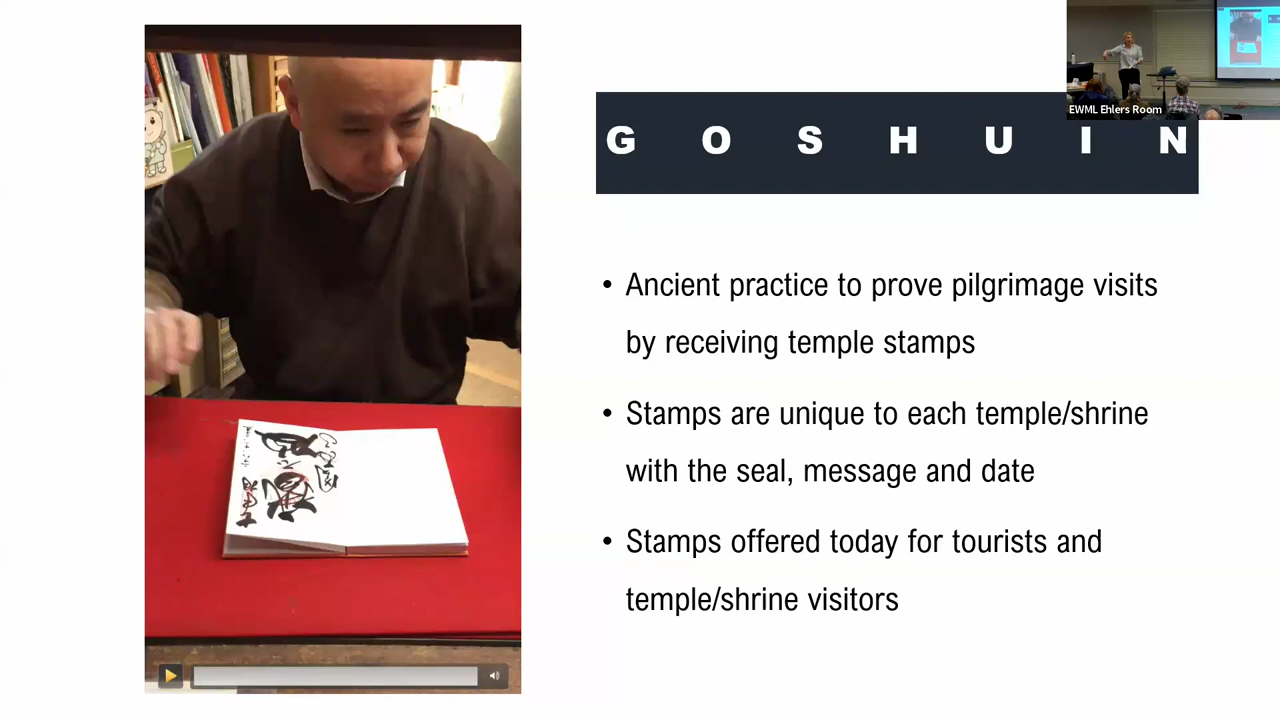 EWML Ehlers Room
GOSHUIN
• Ancient practice to prove pilgrimage visits
by receiving temple stamps
• Stamps are unique to each temple/shrine
with the seal, message and date
• Stamps offered today for tourists and
temple/shrine visitors